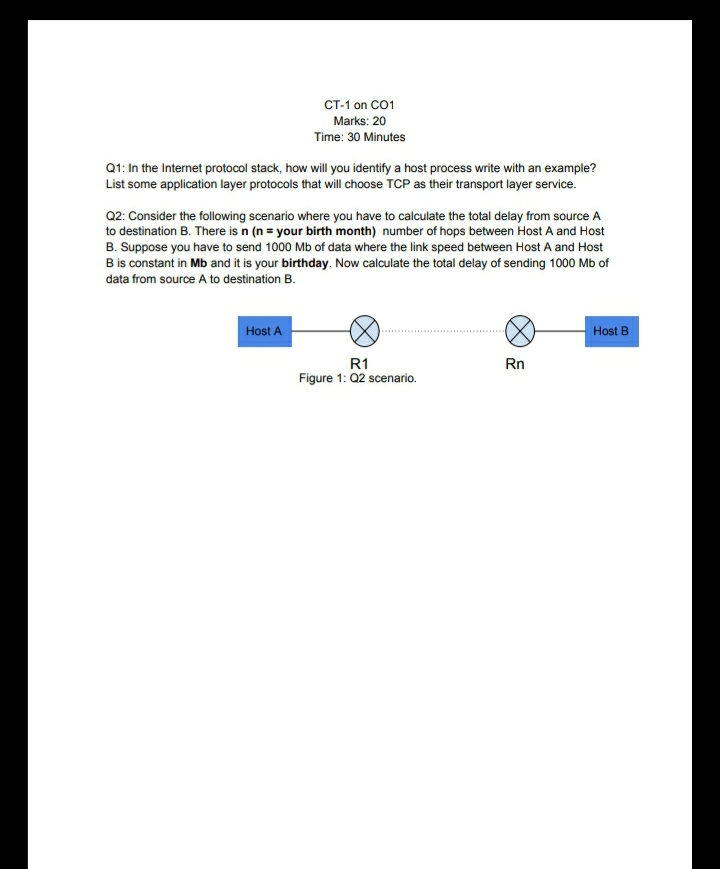 CT-1 on CO1
Marks: 20
Time: 30 Minutes
Q1: In the Internet protocol stack, how will you identify a host process write with an example?
List some application layer protocols that will choose TCP as their transport layer service.
Q2: Consider the following scenario where you have to calculate the total delay from source A
to destination B. There is n (n = your birth month) number of hops between Host A and Host
B. Suppose you have to send 1000 Mb of data where the link speed between Host A and Host
B is constant in Mb and it is your birthday. Now calculate the total delay of sending 1000 Mb of
data from source A to destination B.
Host A
Host B
R1
Rn
Figure 1: Q2 scenario.